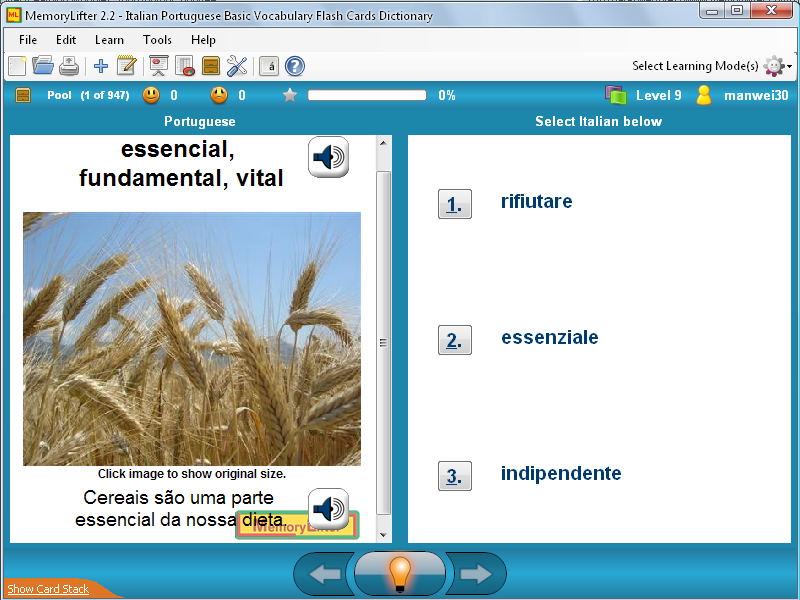 MemoryLifter 2.2 - Italian Portuguese Basic Vocabulary Flash Cards Dictionary
File Edit Learn Tools Help
á ? Select Learning Mode(s)
Pool (1 of 947) 0 0 0% Level 9 manwei30
Portuguese
Select Italian below
essencial,
fundamental, vital
1. rifiutare
2. essenziale
3. indipendente
Click image to show original size.
Cereais são uma parte
essencial da nossa dieta.
MemoryLifter
Show Card Stack